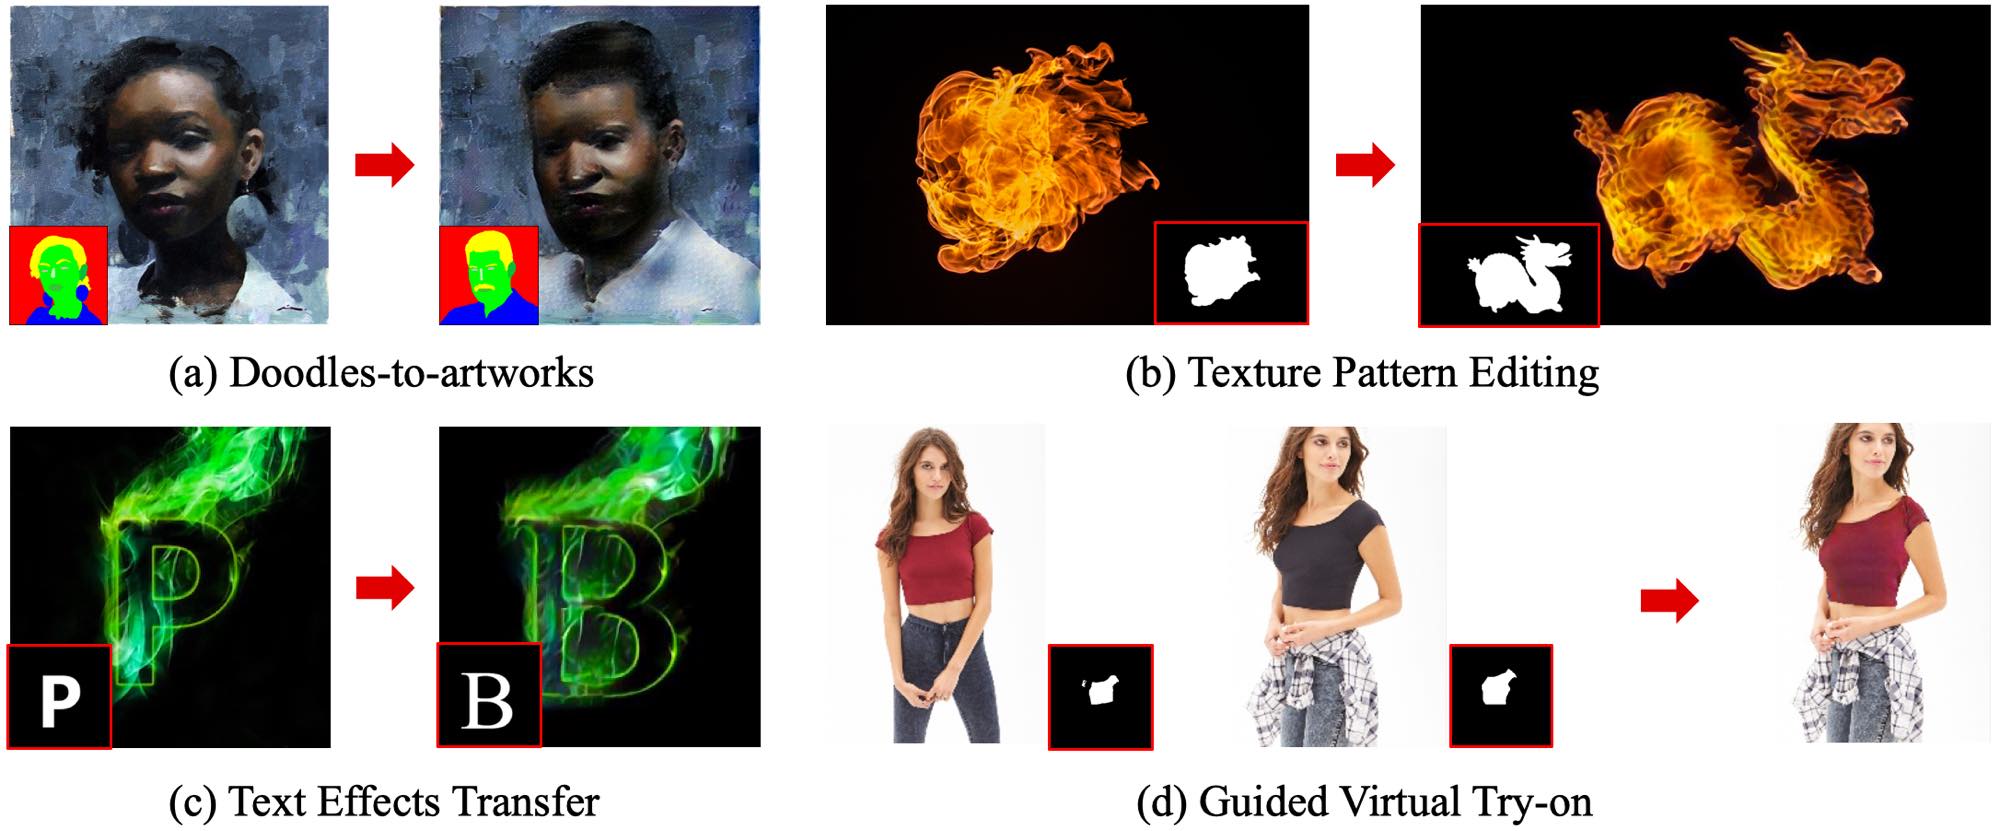 (a) Doodles-to-artworks
(b) Texture Pattern Editing
P
P
B
B
(c) Text Effects Transfer
(d) Guided Virtual Try-on